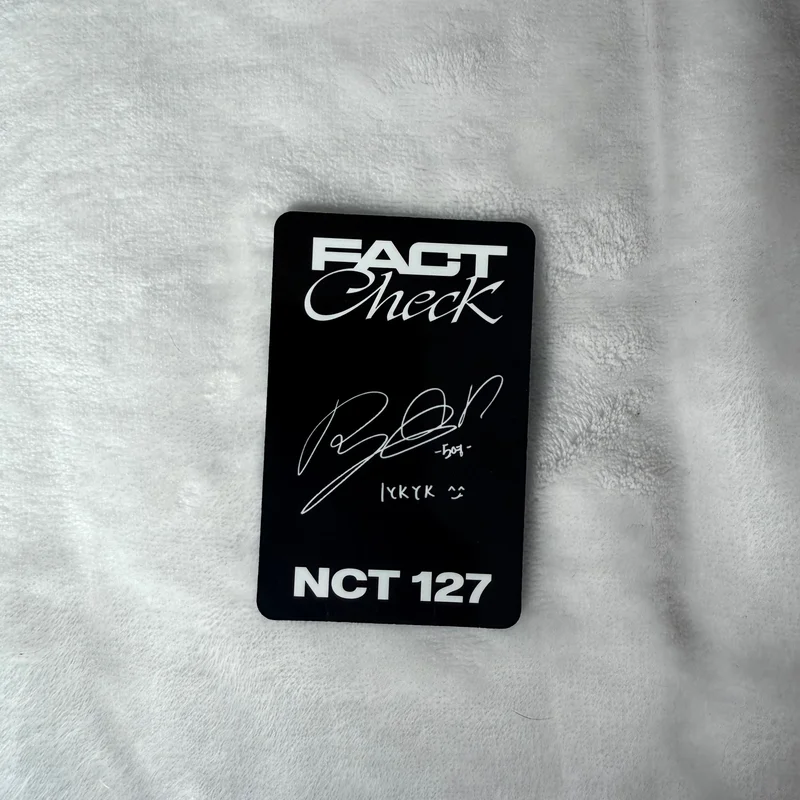 FACT
Check
IYKYK ^^
NCT 127